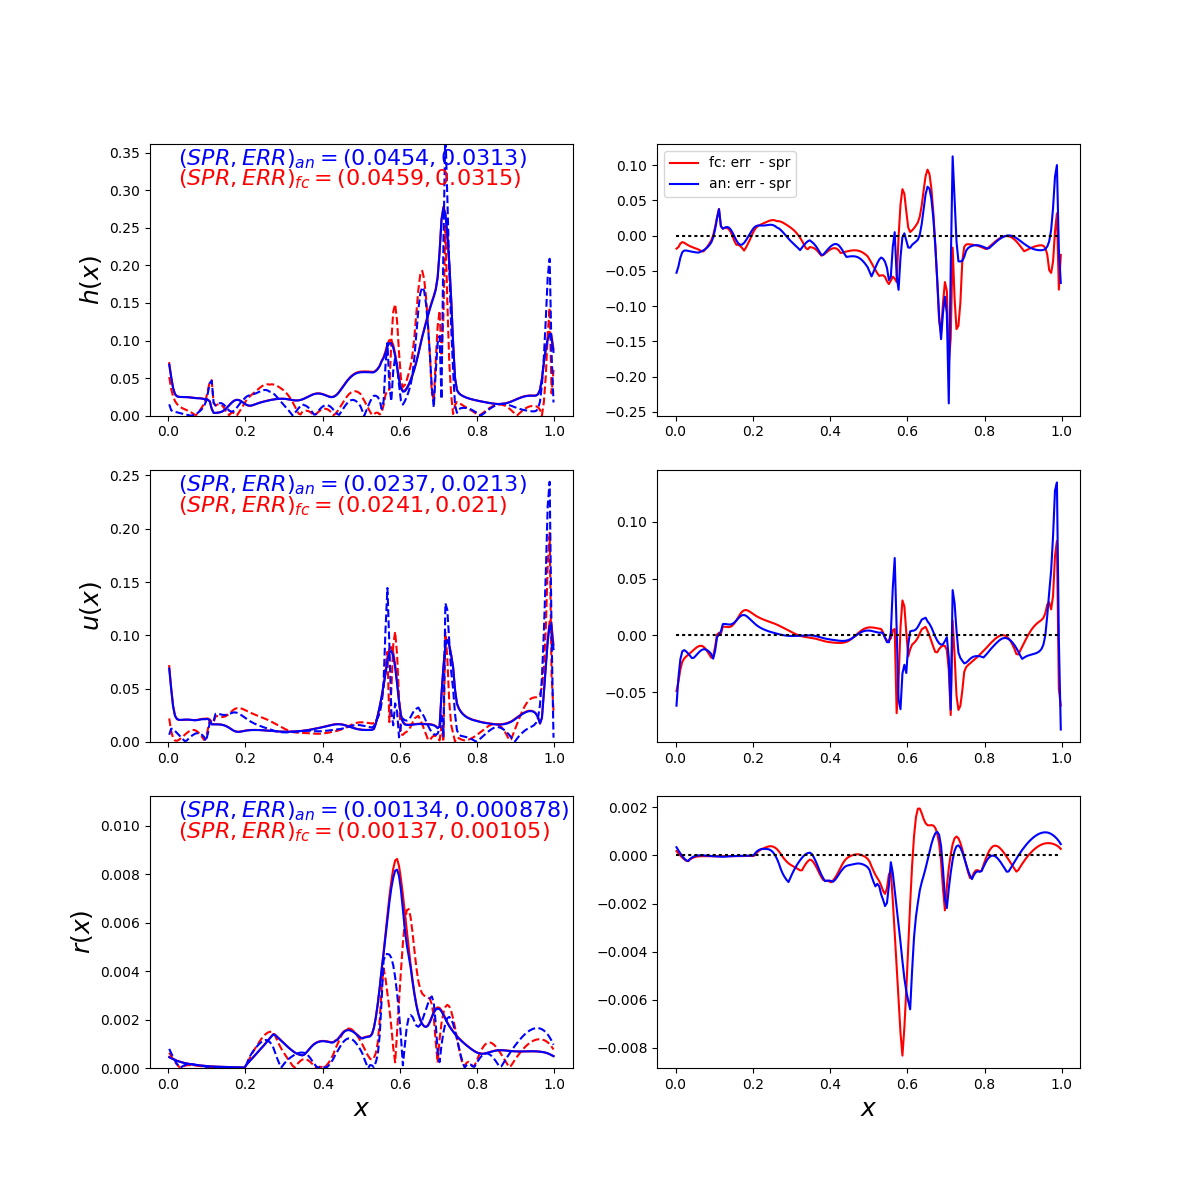 (SPR, ERR)an = (0.0454, 0.0313)
(SPR, ERR)fc = (0.0459, 0.0315)
h(x)
0.35
0.30
0.25
0.20
0.15
0.10
0.05
0.00
0.0 0.2 0.4 0.6 0.8 1.0
fc: err - spr
an: err - spr
0.10
0.05
0.00
−0.05
−0.10
−0.15
−0.20
−0.25
0.0 0.2 0.4 0.6 0.8 1.0
(SPR, ERR)an = (0.0237, 0.0213)
(SPR, ERR)fc = (0.0241, 0.021)
u(x)
0.25
0.20
0.15
0.10
0.05
0.00
0.0 0.2 0.4 0.6 0.8 1.0
0.10
0.05
0.00
−0.05
0.0 0.2 0.4 0.6 0.8 1.0
(SPR, ERR)an = (0.00134, 0.000878)
(SPR, ERR)fc = (0.00137, 0.00105)
r(x)
0.010
0.008
0.006
0.004
0.002
0.000
0.0 0.2 0.4 0.6 0.8 1.0
x
0.002
0.000
−0.002
−0.004
−0.006
−0.008
0.0 0.2 0.4 0.6 0.8 1.0
x